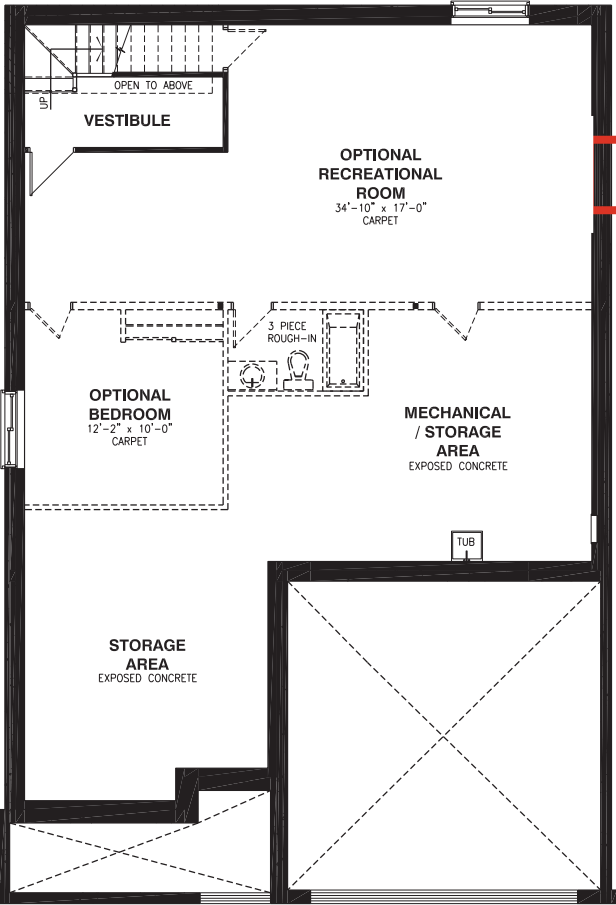 OPEN TO ABOVE
UP
VESTIBULE
OPTIONAL
RECREATIONAL
ROOM
34'-10" x 17'-0"
CARPET
3 PIECE
ROUGH-IN
OPTIONAL
BEDROOM
12'-2" x 10'-0"
CARPET
MECHANICAL
/ STORAGE
AREA
EXPOSED CONCRETE
TUB
STORAGE
AREA
EXPOSED CONCRETE